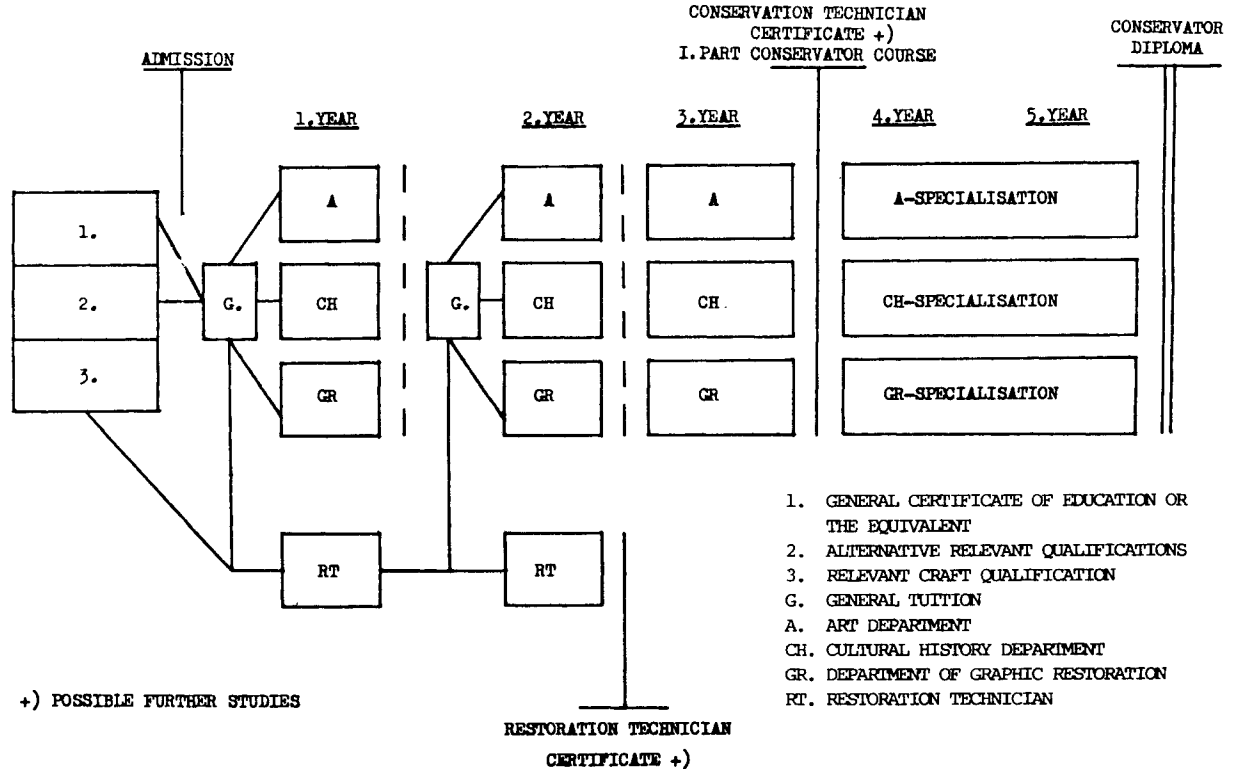 CONSERVATION TECHNICIAN
CERTIFICATE +)
I.PART CONSERVATOR COURSE
CONSERVATOR
DIPLOMA
ADMISSION
1.YEAR
2.YEAR
3.YEAR
4.YEAR
5.YEAR
1.
2.
3.
G.
A
CH
GR
G.
A
CH
GR
A
CH.
GR
A-SPECIALISATION
CH-SPECIALISATION
GR-SPECIALISATION
RT
RT
1. GENERAL CERTIFICATE OF EDUCATION OR
THE EQUIVALENT
2. ALTERNATIVE RELEVANT QUALIFICATIONS
3. RELEVANT CRAFT QUALIFICATION
G. GENERAL TUITION
A. ART DEPARTMENT
CH. CULTURAL HISTORY DEPARTMENT
GR. DEPARTMENT OF GRAPHIC RESTORATION
RT. RESTORATION TECHNICIAN
+) POSSIBLE FURTHER STUDIES
RESTORATION TECHNICIAN
CERTIFICATE +)